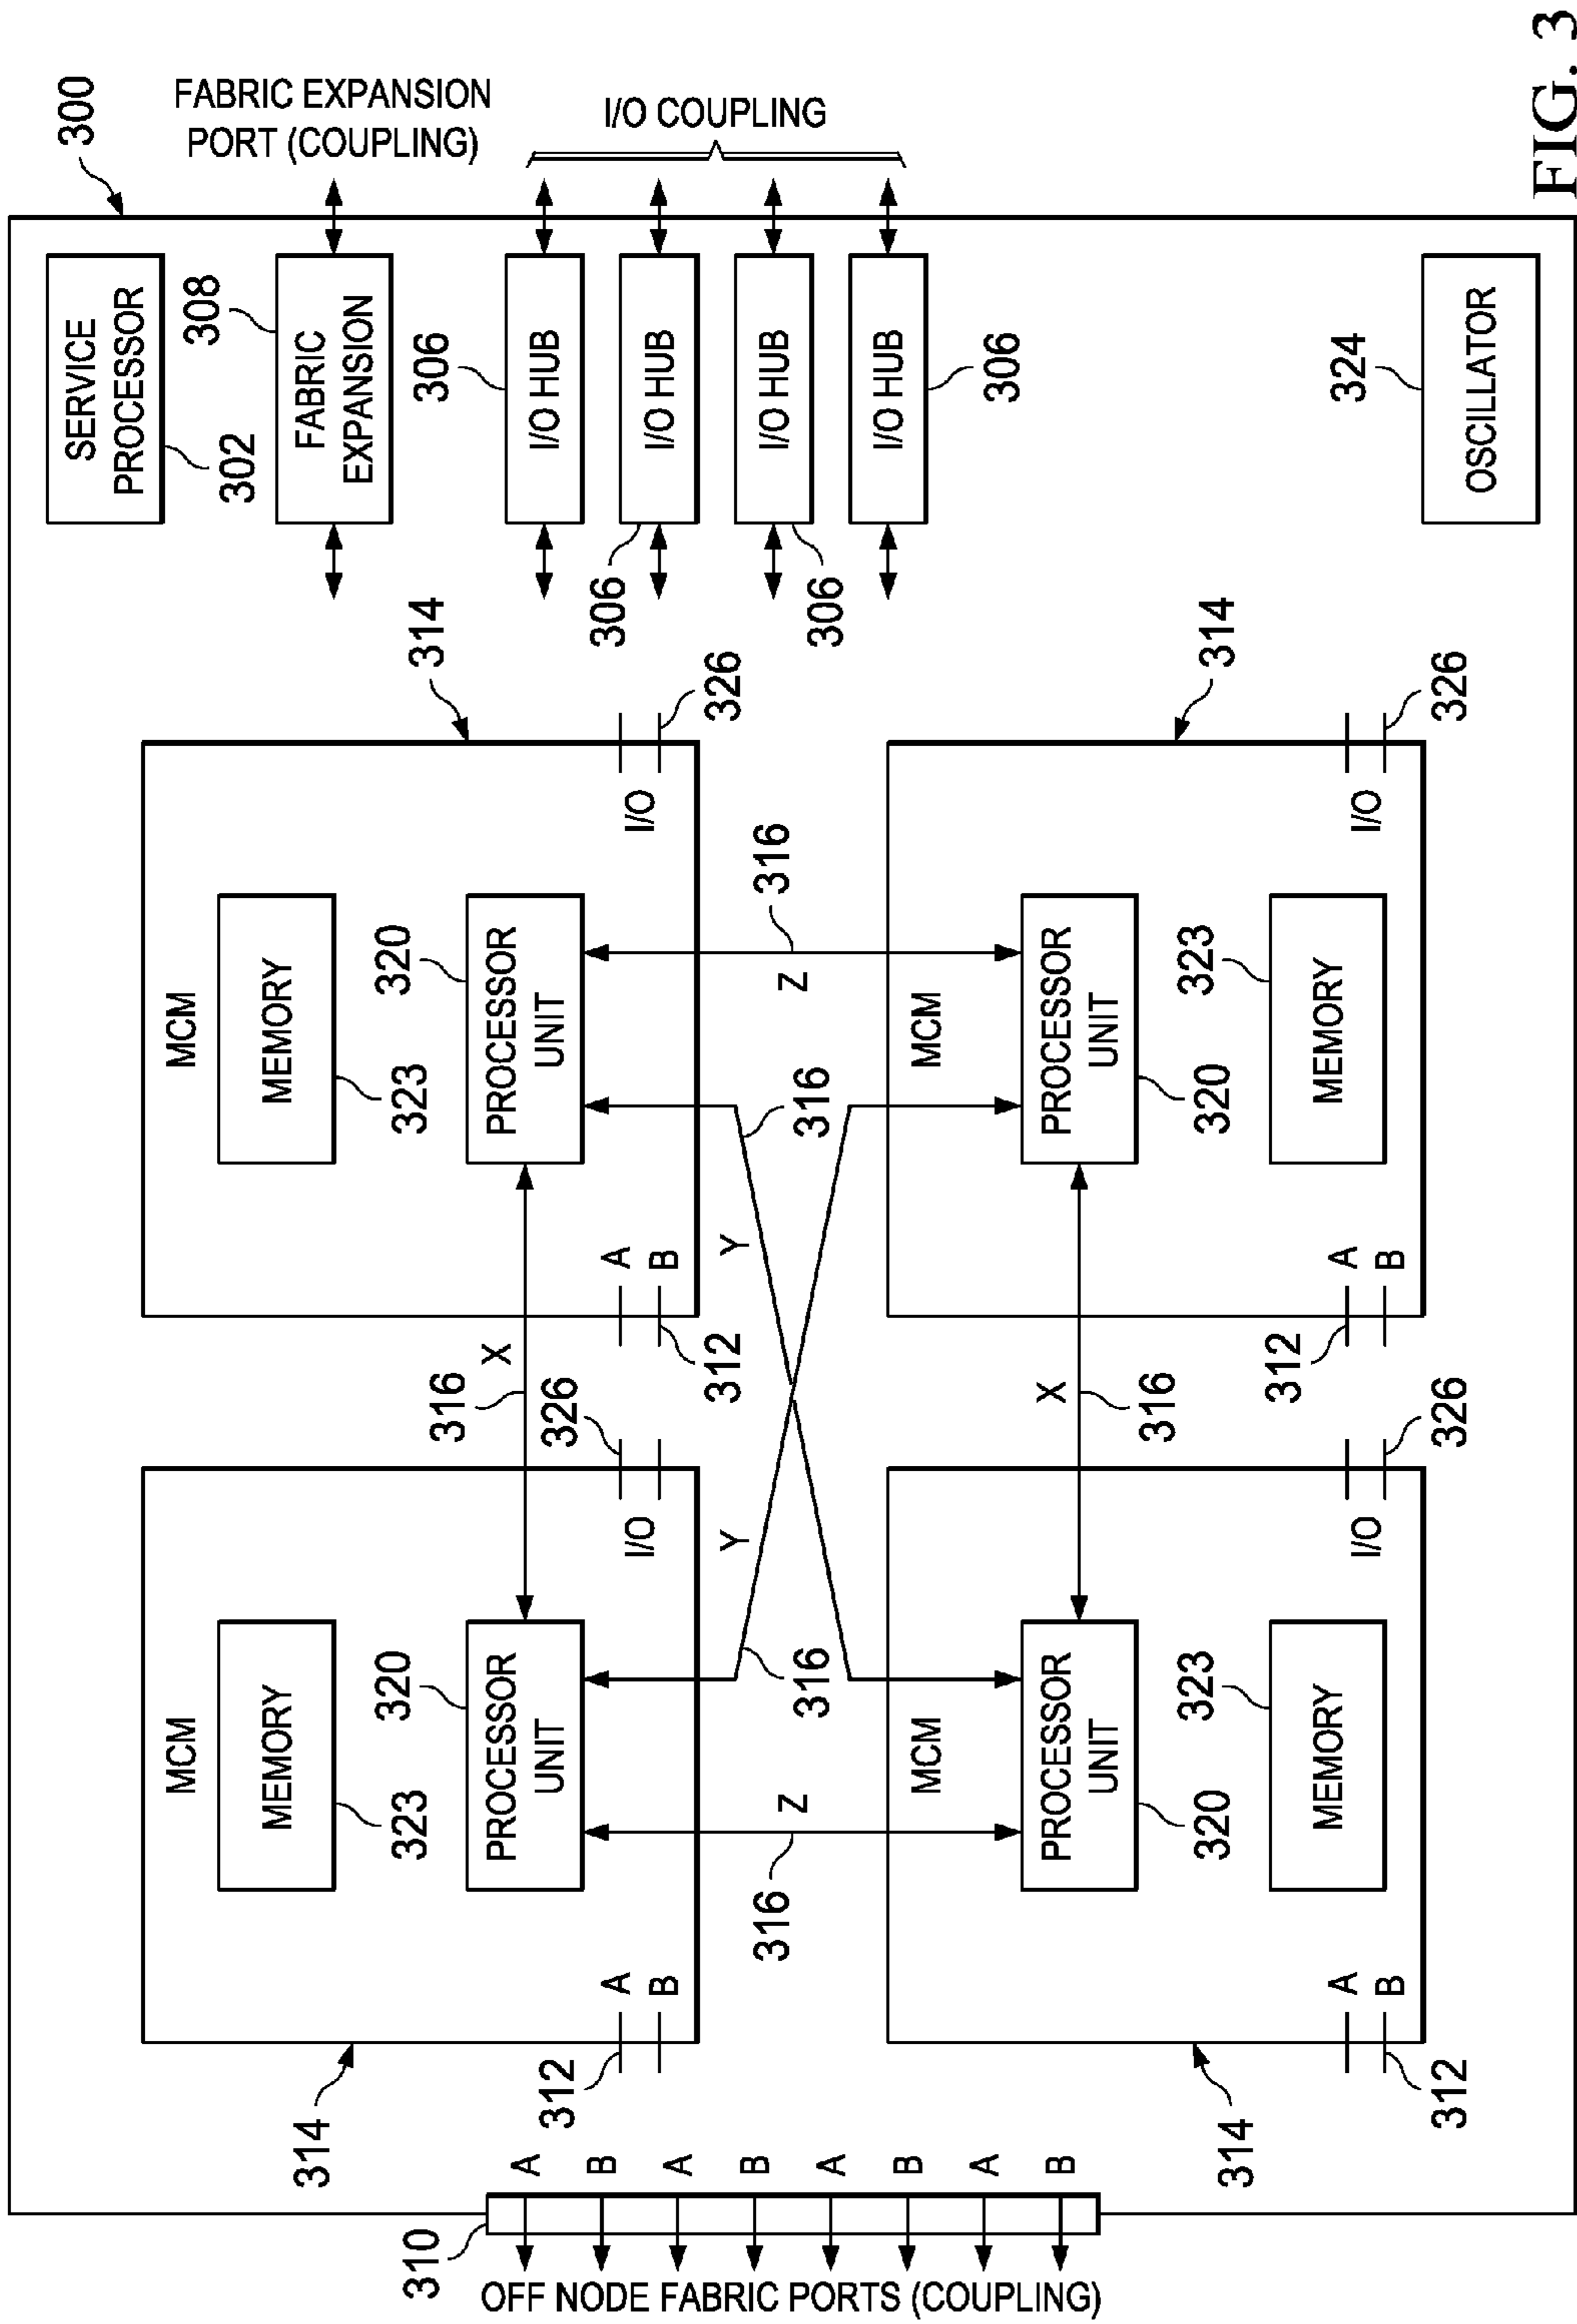 300
SERVICE
PROCESSOR
302
FABRIC EXPANSION
PORT (COUPLING)
308
FABRIC
EXPANSION
I/O COUPLING
306
I/O HUB
306
I/O HUB
306
I/O HUB
306
I/O HUB
324
OSCILLATOR
314
MCM
MEMORY
323
320
PROCESSOR
UNIT
A
B
312
I/O
326
316
X
314
MCM
MEMORY
323
320
PROCESSOR
UNIT
A
B
312
I/O
326
316
Z
316
Y
Y
316
Z
316
MCM
PROCESSOR
UNIT
320
323
MEMORY
A
B
312
I/O
326
314
X
316
MCM
PROCESSOR
UNIT
320
323
MEMORY
A
B
312
I/O
326
314
310
A
B
A
B
A
B
A
B
OFF NODE FABRIC PORTS (COUPLING)
FIG. 3